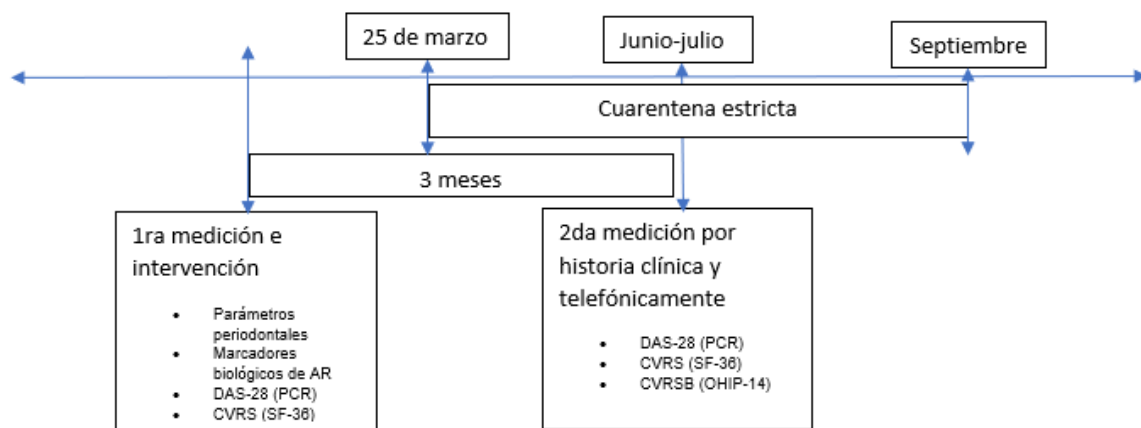 25 de marzo
Junio-julio
Septiembre
Cuarentena estricta
3 meses
1ra medición e
intervención
• Parámetros
periodontales
• Marcadores
biológicos de AR
• DAS-28 (PCR)
• CVRS (SF-36)
2da medición por
historia clínica y
telefónicamente
• DAS-28 (PCR)
• CVRS (SF-36)
• CVRSB (OHIP-14)